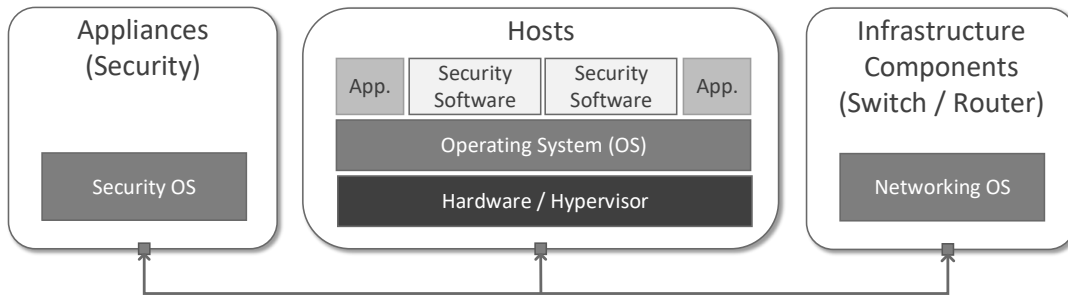 Appliances
(Security)
Security OS
Hosts
App.
Security
Software
Security
Software
App.
Operating System (OS)
Hardware / Hypervisor
Infrastructure
Components
(Switch / Router)
Networking OS